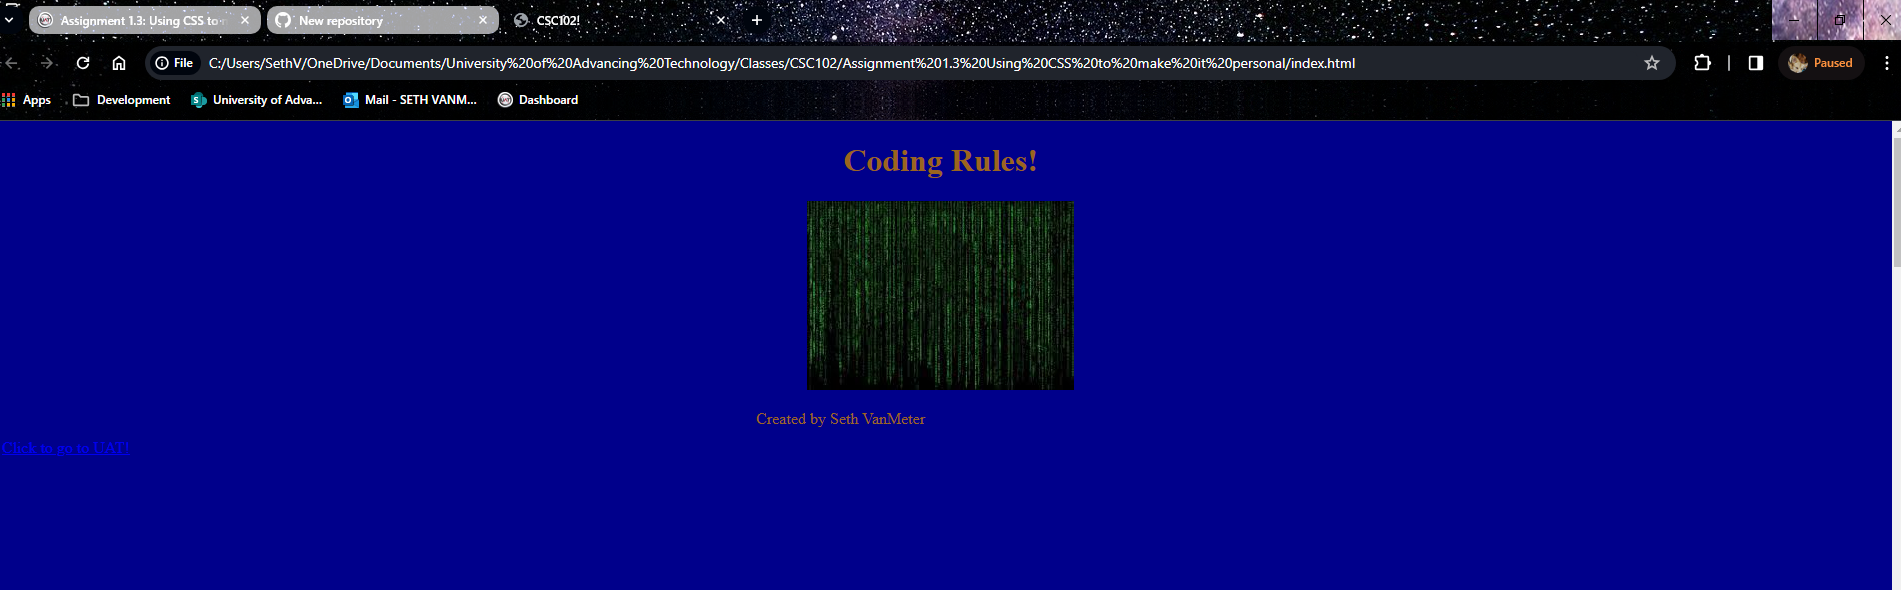 Assignment 1.3: Using CSS to
New repository
CSC102!
File
C:/Users/SethV/OneDrive/Documents/University%20of%20Advancing%20Technology/Classes/CSC102/Assignment%201.3%20Using%20CSS%20to%20make%20it%20personal/index.html
Paused
Apps
Development
University of Adva...
Mail - SETH VANM...
Dashboard
Coding Rules!
Created by Seth VanMeter
Click to go to UAT!